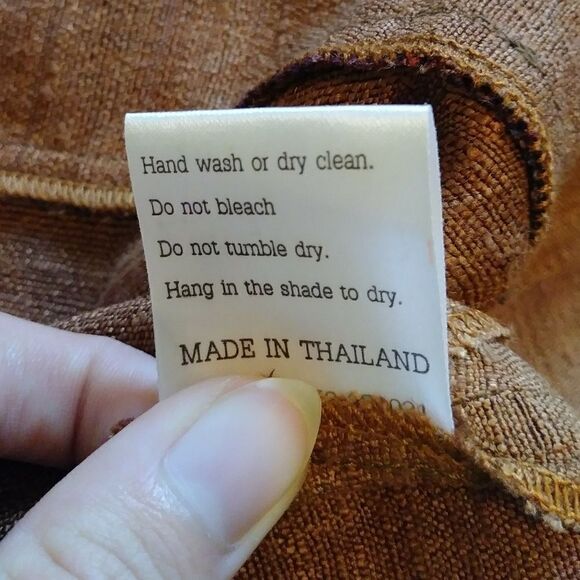 Hand wash or dry clean.
Do not bleach
Do not tumble dry.
Hang in the shade to dry.
MADE IN THAILAND